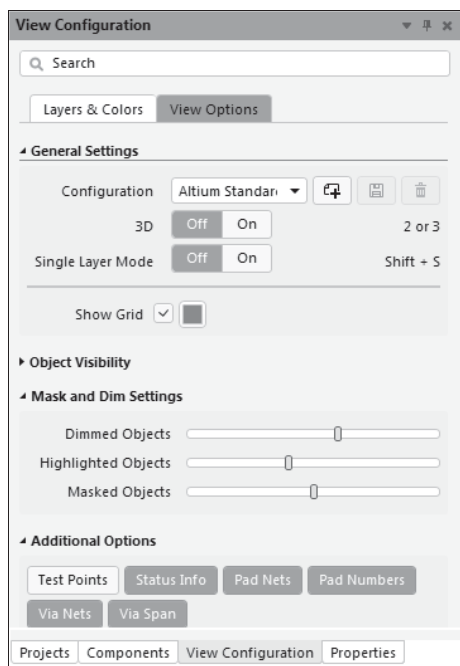 View Configuration
Search
Layers & Colors View Options
General Settings
Configuration Altium Standar
3D Off On 2 or 3
Single Layer Mode Off On Shift + S
Show Grid
Object Visibility
Mask and Dim Settings
Dimmed Objects
Highlighted Objects
Masked Objects
Additional Options
Test Points Status Info Pad Nets Pad Numbers
Via Nets Via Span
Projects Components View Configuration Properties